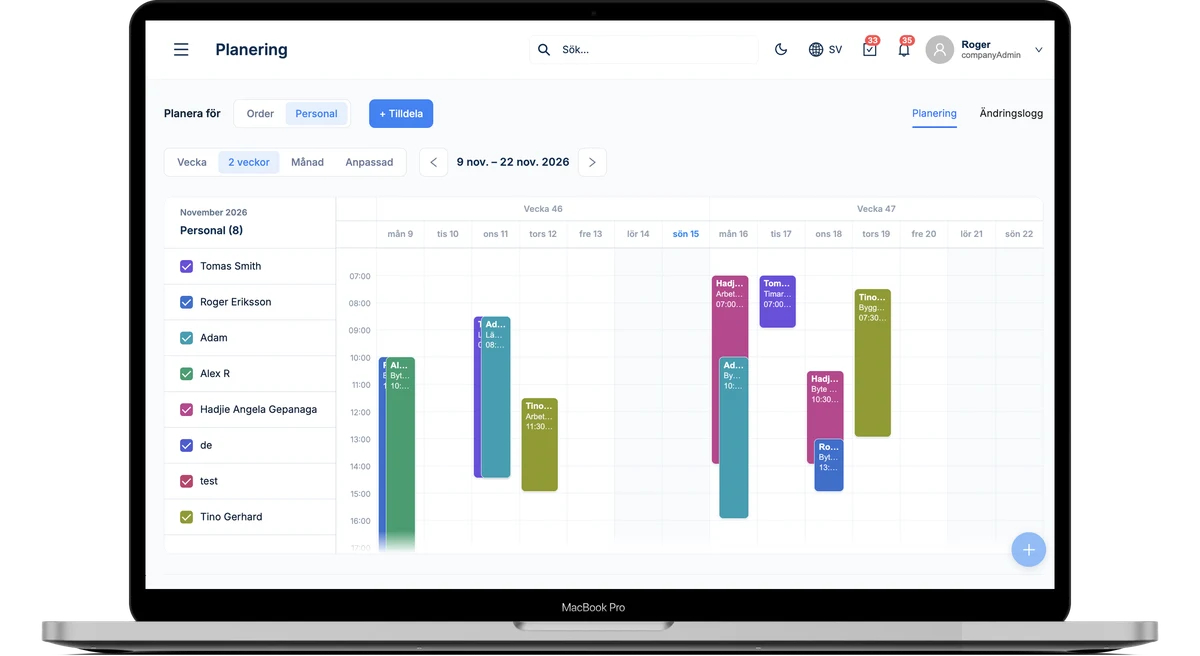 Planering
Sök...
SV
33
35
Roger
companyAdmin
Planera för
Order
Personal
+ Tilldela
Planering
Ändringslogg
Vecka
2 veckor
Månad
Anpassad
9 nov. – 22 nov. 2026
November 2026
Personal (8)
Vecka 46
Vecka 47
mån 9
tis 10
ons 11
tors 12
fre 13
lör 14
sön 15
mån 16
tis 17
ons 18
tors 19
fre 20
lör 21
sön 22
Tomas Smith
Roger Eriksson
Adam
Alex R
Hadjie Angela Gepanaga
de
test
Tino Gerhard
07:00
08:00
09:00
10:00
11:00
12:00
13:00
14:00
15:00
16:00
17:00
Al...
Byt...
10:...
Ad...
Lä...
08:...
Tino...
Arbet...
11:30...
Hadj...
Arbet...
07:00...
Ad...
By...
10:...
Tom...
Timar...
07:00...
Hadj...
Byte ...
10:30...
Ro...
Byt...
13:...
Tino...
Bygg...
07:30...
MacBook Pro